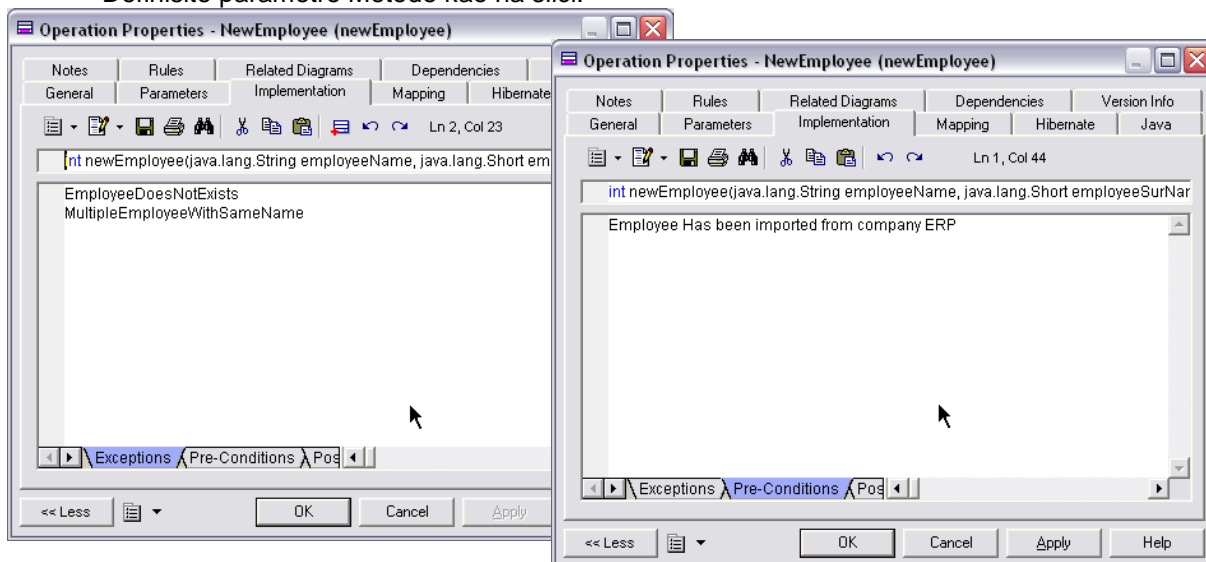 Definišite parametre Metode kao na slici:
Operation Properties - NewEmployee (newEmployee)
Notes Rules Related Diagrams Dependencies
General Parameters Implementation Mapping Hibernate
Ln 2, Col 23
int newEmployee(java.lang.String employeeName, java.lang.Short em
EmployeeDoesNotExists
MultipleEmployeeWithSameName
Exceptions Pre-Conditions Pos
<< Less OK Cancel Apply
Operation Properties - NewEmployee (newEmployee)
Notes Rules Related Diagrams Dependencies Version Info
General Parameters Implementation Mapping Hibernate Java
Ln 1, Col 44
int newEmployee(java.lang.String employeeName, java.lang.Short employeeSurNar
Employee Has been imported from company ERP
Exceptions Pre-Conditions Pos
<< Less OK Cancel Apply Help